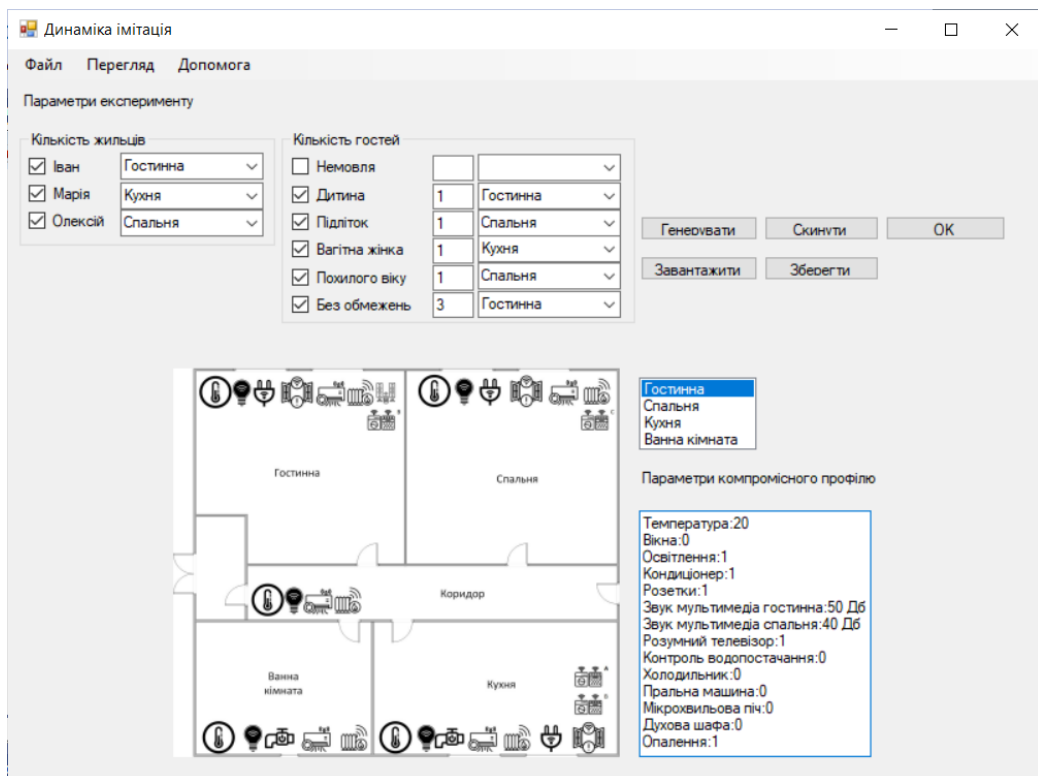 Динаміка імітація
Файл Перегляд Допомога
Параметри експерименту
Кількість жильців
Іван Гостинна
Марія Кухня
Олексій Спальня
Кількість гостей
Немовля
Дитина 1 Гостинна
Підліток 1 Спальня
Вагітна жінка 1 Кухня
Похилого віку 1 Спальня
Без обмежень 3 Гостинна
Генерувати Скинути OK
Завантажити Зберегти
Гостинна
Спальня
Коридор
Ванна
кімната
Кухня
Гостинна
Спальня
Кухня
Ванна кімната
Параметри компромісного профілю
Температура:20
Вікна:0
Освітлення:1
Кондиціонер:1
Розетки:1
Звук мультимедіа гостинна:50 Дб
Звук мультимедіа спальня:40 Дб
Розумний телевізор:1
Контроль водопостачання:0
Холодильник:0
Пральна машина:0
Мікрохвильова піч:0
Духова шафа:0
Опалення:1